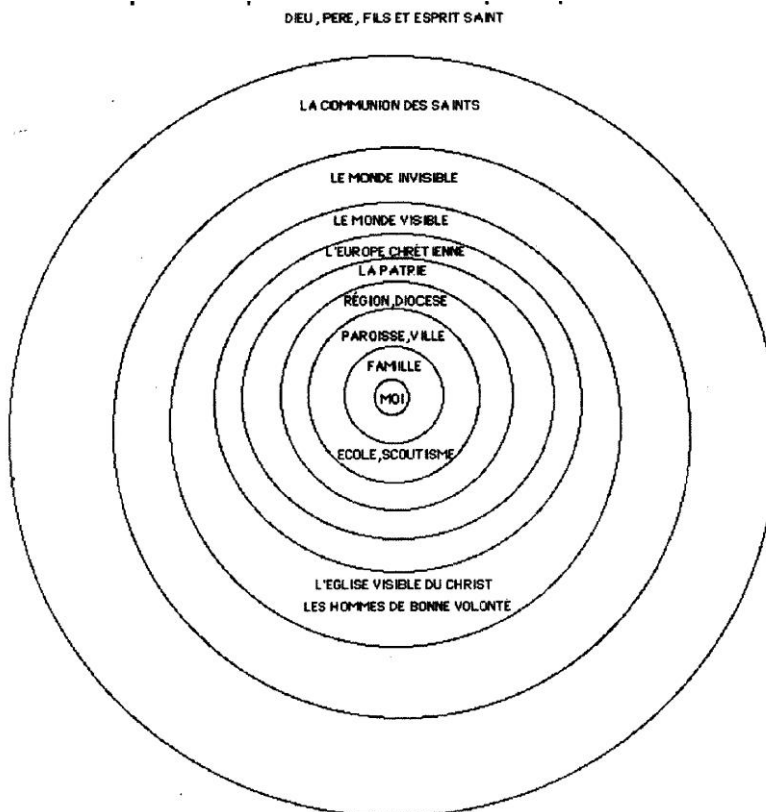 DIEU, PERE, FILS ET ESPRIT SAINT
LA COMMUNION DES SAINTS
LE MONDE INVISIBLE
LE MONDE VISIBLE
L'EUROPE CHRÉTIENNE
LA PATRIE
RÉGION, DIOCESE
PAROISSE, VILLE
FAMILLE
MOI
ECOLE, SCOUTISME
L'EGLISE VISIBLE DU CHRIST
LES HOMMES DE BONNE VOLONTÉ